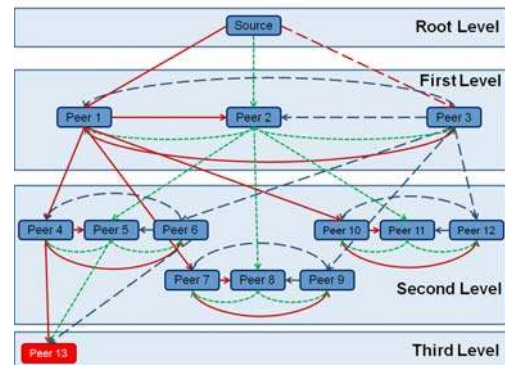 Source
Root Level
First Level
Peer 1
Peer 2
Peer 3
Peer 4
Peer 5
Peer 6
Peer 10
Peer 11
Peer 12
Peer 7
Peer 8
Peer 9
Second Level
Peer 13
Third Level